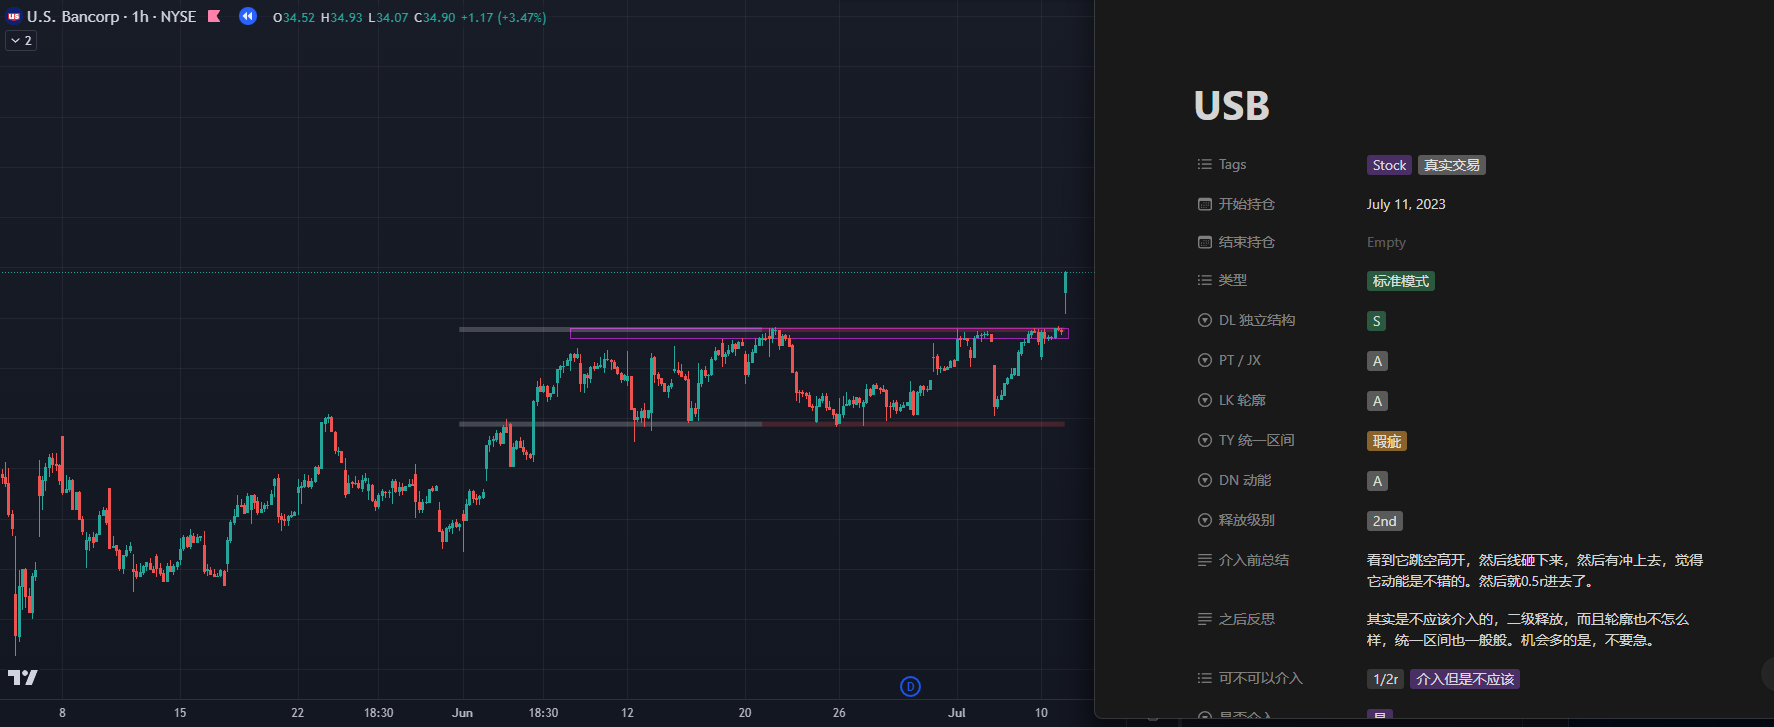 U.S. Bancorp · 1h · NYSE O34.52 H34.93 L34.07 C34.90 +1.17 (+3.47%)
2
8 15 22 18:30 Jun 18:30 12 20 26 Jul 10
D
USB
Tags Stock 真实交易
开始持仓 July 11, 2023
结束持仓 Empty
类型 标准模式
DL 独立结构 S
PT / JX A
LK 轮廓 A
TY 统一区间 瑕疵
DN 动能 A
释放级别 2nd
介入前总结 看到它跳空高开，然后线砸下来，然后有冲上去，觉得
它动能是不错的。然后就0.5r进去了。
之后反思 其实是不应该介入的，二级释放，而且轮廓也不怎么
样，统一区间也一般般。机会多的是，不要急。
可不可以介入 1/2r 介入但是不应该
是否介入 是